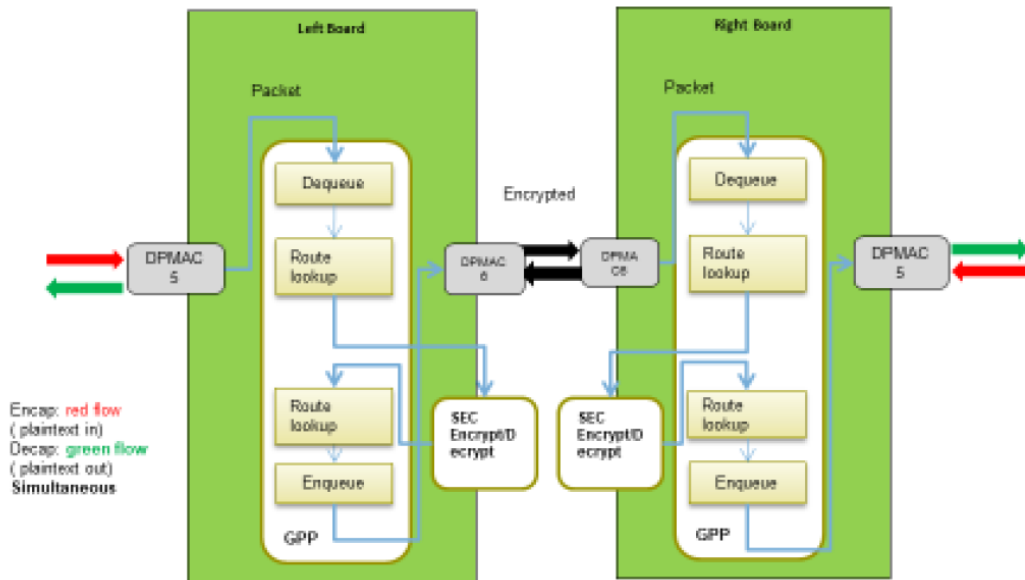 Left Board
Right Board
Packet
Packet
Dequeue
Dequeue
Encrypted
Route
lookup
Route
lookup
DPMAC
5
DPMAC
6
DPMA
C6
DPMAC
5
Encap: red flow
( plaintext in)
Decap: green flow
( plaintext out)
Simultaneous
Route
lookup
SEC
Encrypt/D
ecrypt
SEC
Encrypt/D
ecrypt
Route
lookup
Enqueue
Enqueue
GPP
GPP